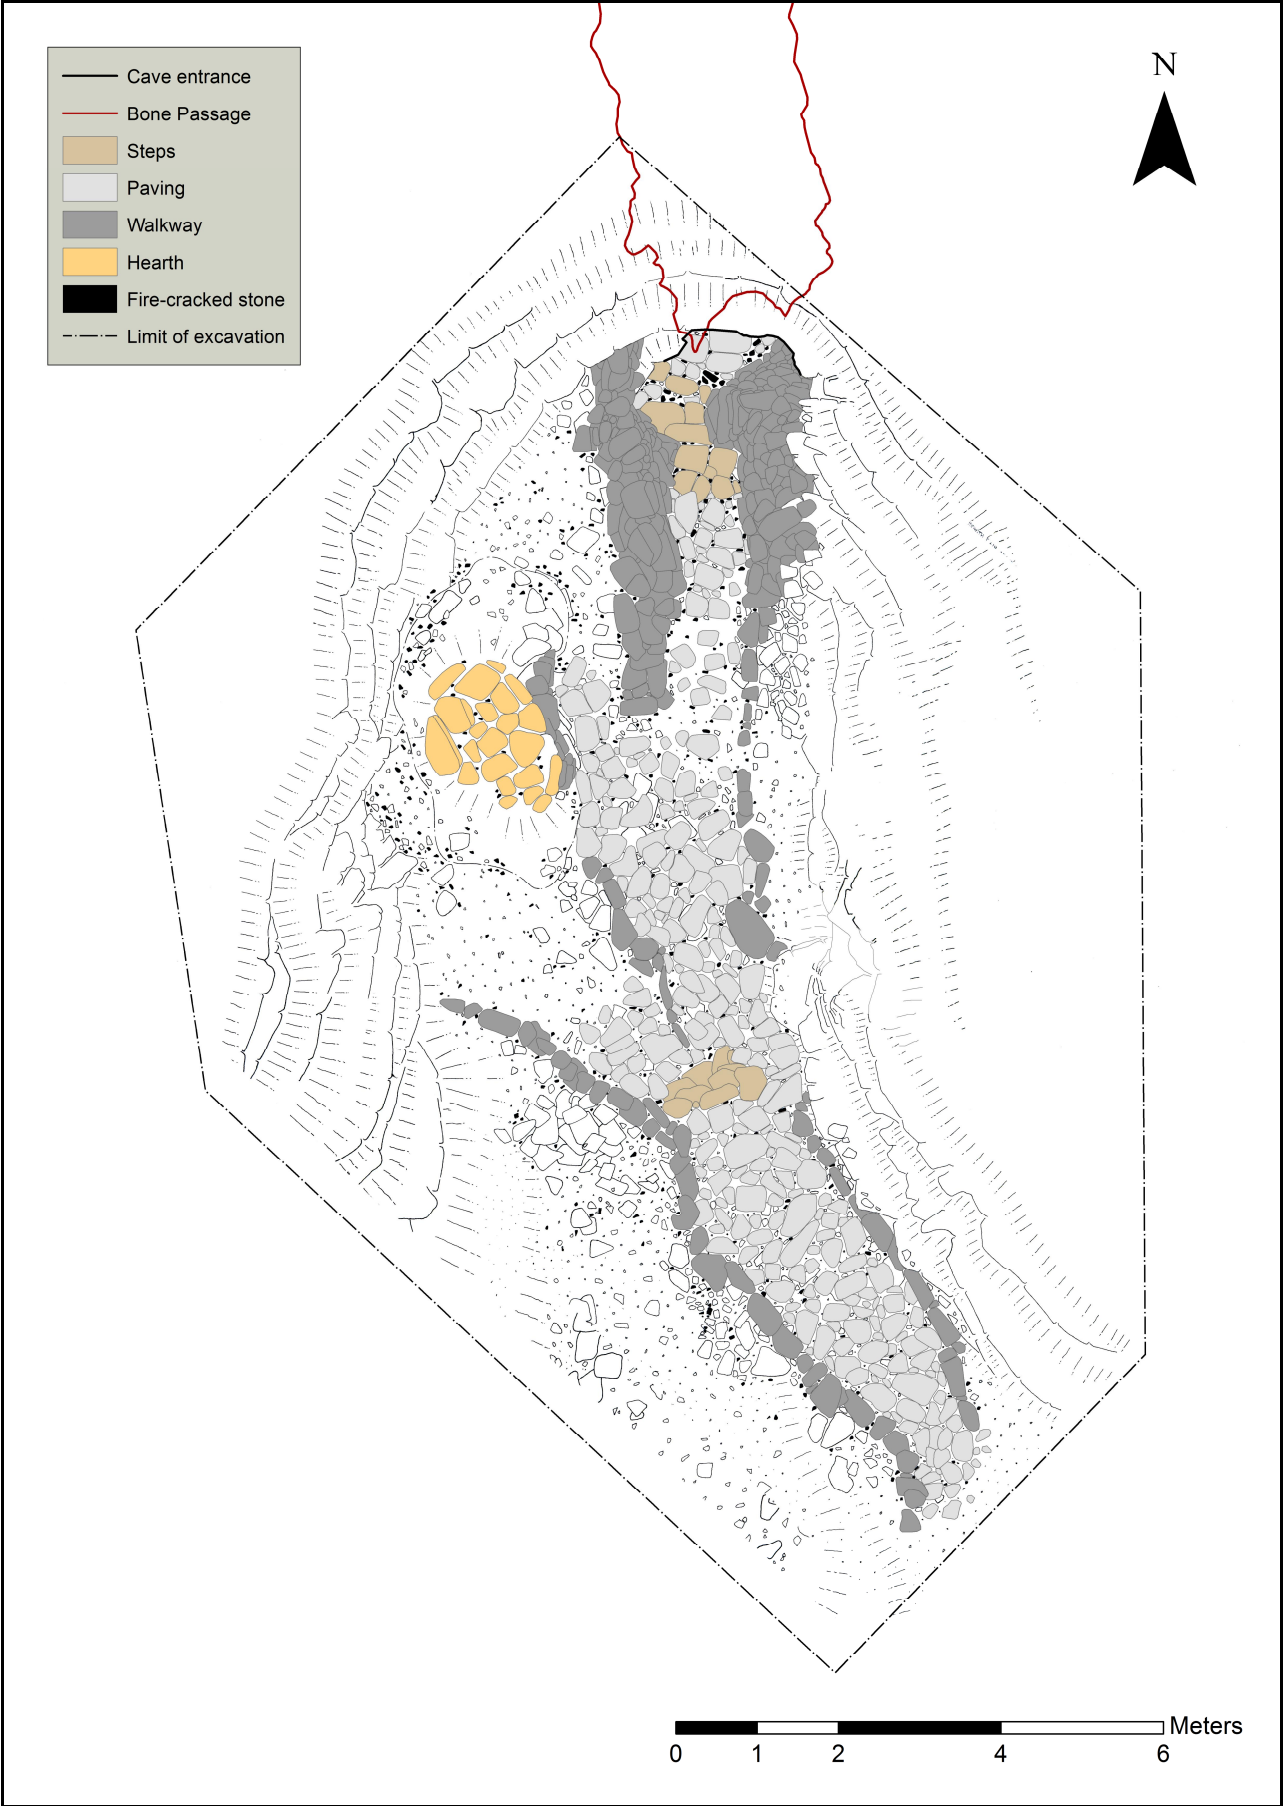 Cave entrance
Bone Passage
Steps
Paving
Walkway
Hearth
Fire-cracked stone
Limit of excavation
N
Meters
0 1 2 4 6